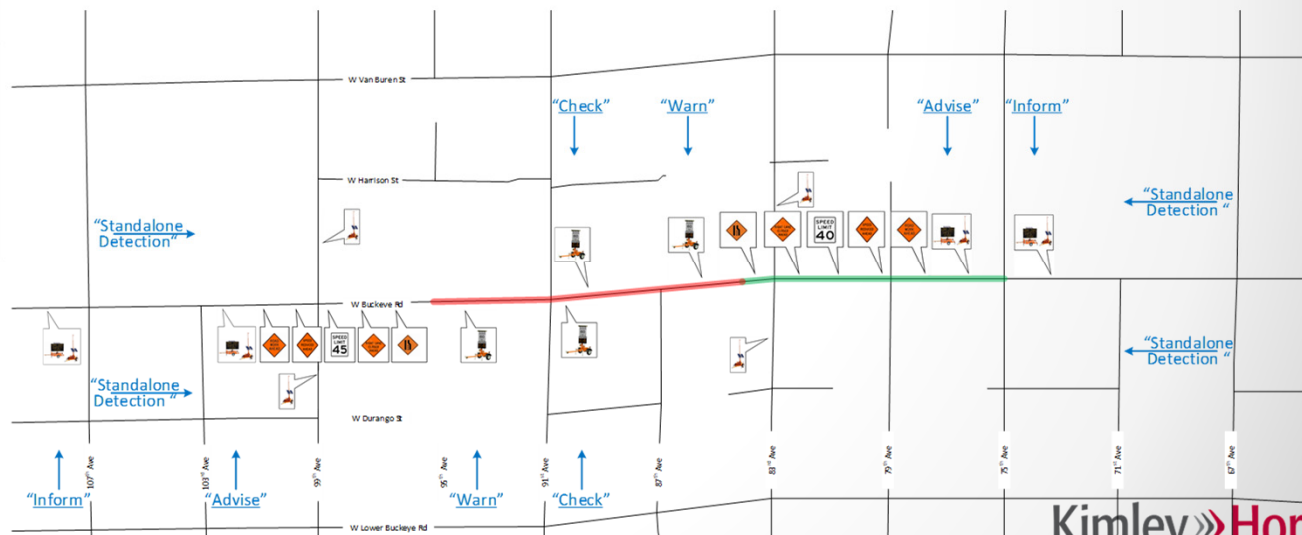 W Van Buren St
“Check”
“Warn”
“Advise”
“Inform”
W Harrison St
“Standalone
Detection“
“Standalone
Detection “
SPEED
LIMIT
40
W Buckeye Rd
SPEED
LIMIT
45
“Standalone
Detection “
“Standalone
Detection “
W Durango St
107th Ave
103rd Ave
99th Ave
95th Ave
91st Ave
87th Ave
83rd Ave
79th Ave
75th Ave
71st Ave
67th Ave
“Inform”
“Advise”
“Warn”
“Check”
W Lower Buckeye Rd
Kimley»Hor